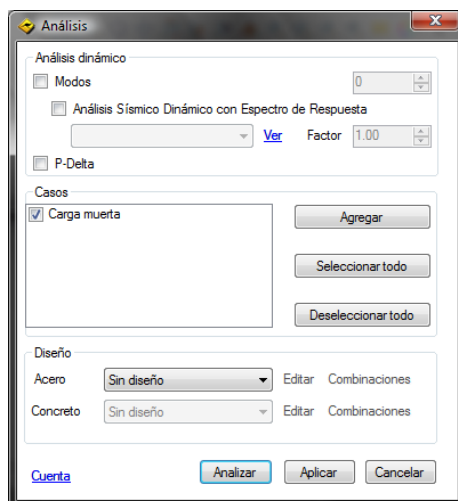 Análisis
Análisis dinámico
Modos 0
Análisis Sísmico Dinámico con Espectro de Respuesta
Ver Factor 1.00
P-Delta
Casos
Carga muerta
Agregar
Seleccionar todo
Deseleccionar todo
Diseño
Acero Sin diseño Editar Combinaciones
Concreto Sin diseño Editar Combinaciones
Cuenta Analizar Aplicar Cancelar